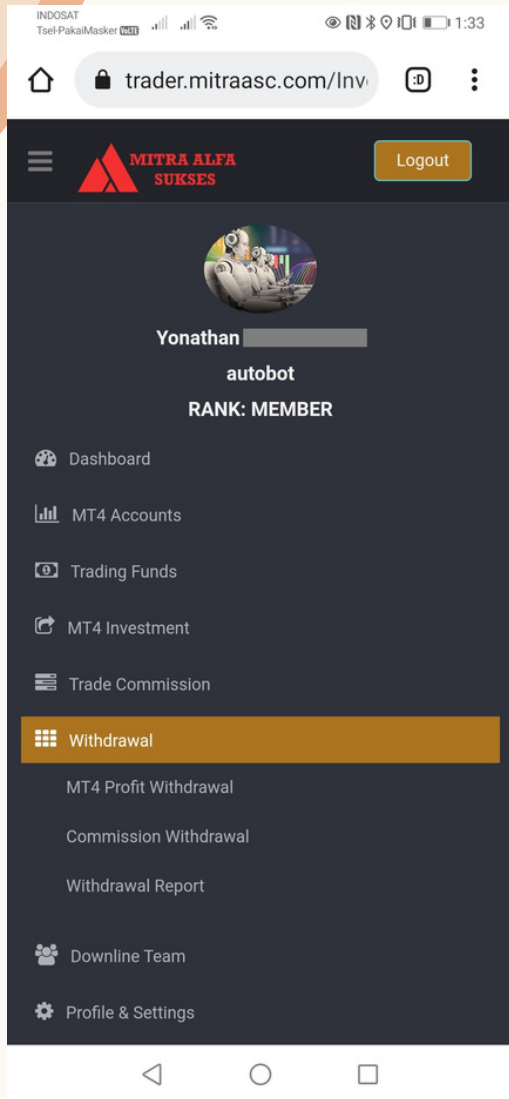 INDOSAT
Tsel-PakaiMasker VoLTE
1:33
trader.mitraasc.com/Inv
:D
MITRA ALFA
SUKSES
Logout
Yonathan
autobot
RANK: MEMBER
Dashboard
MT4 Accounts
Trading Funds
MT4 Investment
Trade Commission
Withdrawal
MT4 Profit Withdrawal
Commission Withdrawal
Withdrawal Report
Downline Team
Profile & Settings